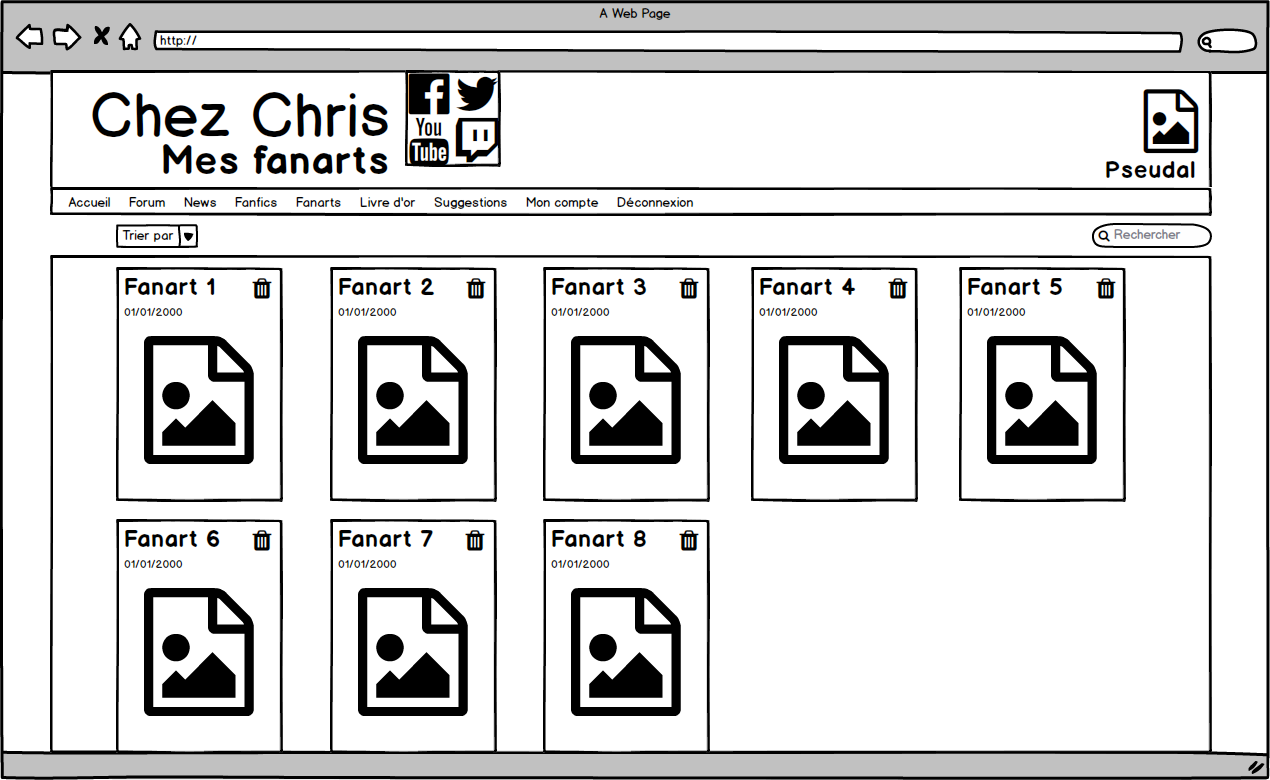 A Web Page
http://
Chez Chris
You
Tube
Mes fanarts
Pseudal
Accueil Forum News Fanfics Fanarts Livre d'or Suggestions Mon compte Déconnexion
Trier par
Rechercher
Fanart 1
01/01/2000
Fanart 2
01/01/2000
Fanart 3
01/01/2000
Fanart 4
01/01/2000
Fanart 5
01/01/2000
Fanart 6
01/01/2000
Fanart 7
01/01/2000
Fanart 8
01/01/2000